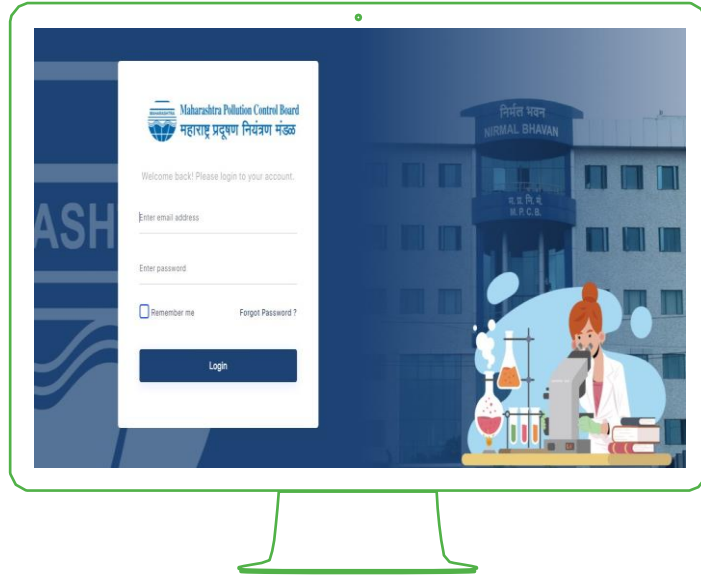 Maharashtra Pollution Control Board
महाराष्ट्र प्रदूषण नियंत्रण मंडळ
Welcome back! Please login to your account.
Enter email address
Enter password
Remember me
Forgot Password ?
Login
ASH
निर्मल भवन
NIRMAL BHAVAN
म.प्र.नि.मं.
M.P.C.B.